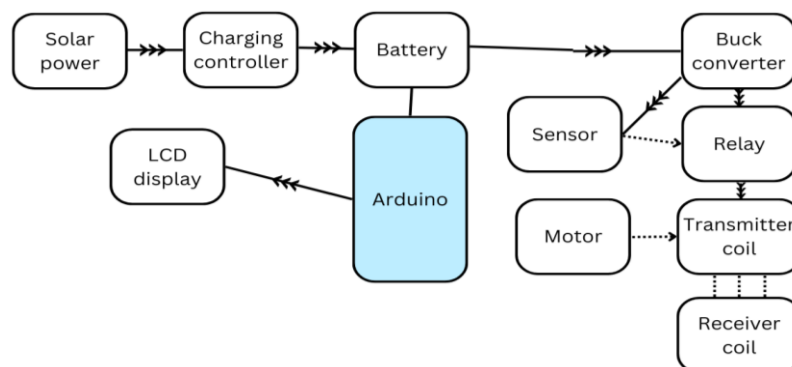 Solar
power
Charging
controller
Battery
Buck
converter
Sensor
Relay
LCD
display
Arduino
Motor
Transmitter
coil
Receiver
coil